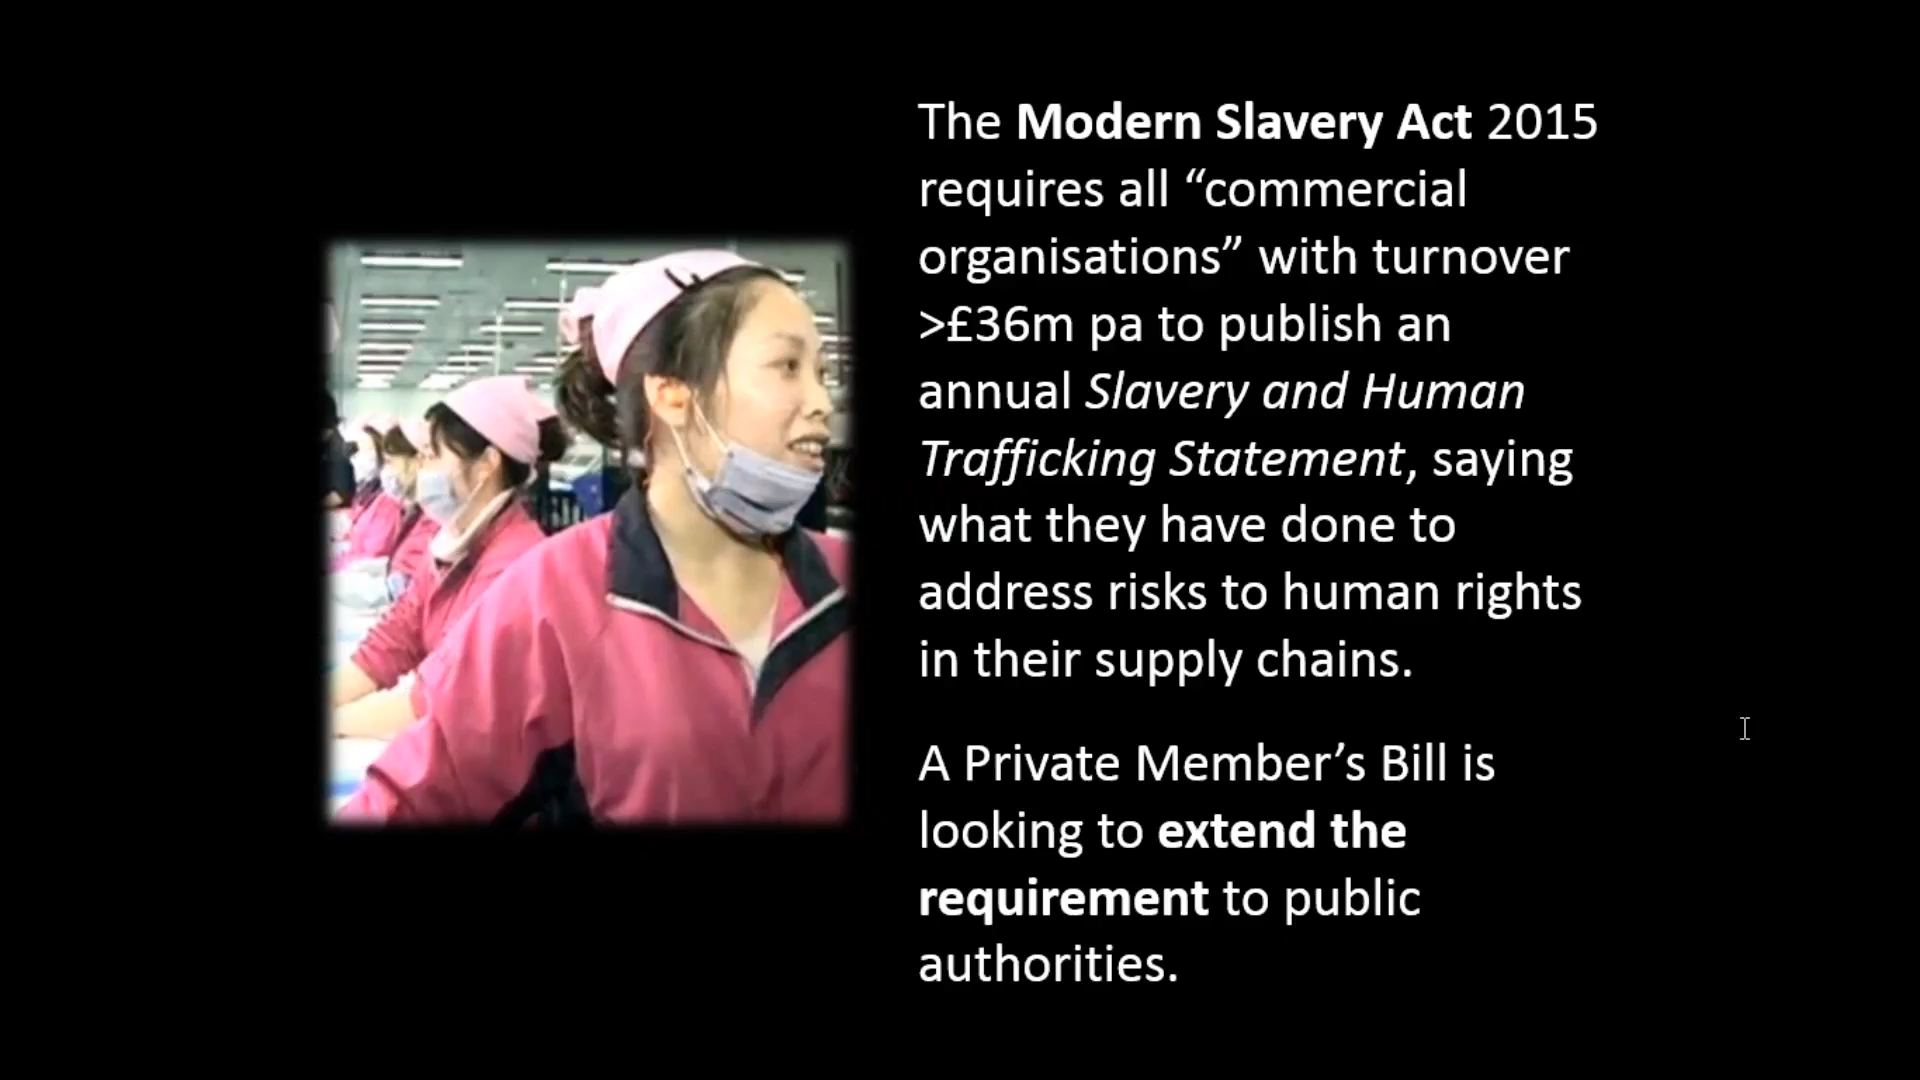 The Modern Slavery Act 2015
requires all “commercial
organisations” with turnover
>£36m pa to publish an
annual Slavery and Human
Trafficking Statement, saying
what they have done to
address risks to human rights
in their supply chains.
A Private Member’s Bill is
looking to extend the
requirement to public
authorities.